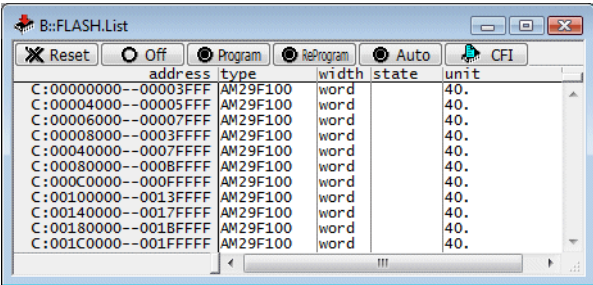 B::FLASH.List
Reset Off Program ReProgram Auto CFI
address type width state unit
C:00000000--00003FFF AM29F100 word 40.
C:00004000--00005FFF AM29F100 word 40.
C:00006000--00007FFF AM29F100 word 40.
C:00008000--0003FFFF AM29F100 word 40.
C:00040000--0007FFFF AM29F100 word 40.
C:00080000--000BFFFF AM29F100 word 40.
C:000C0000--000FFFFF AM29F100 word 40.
C:00100000--0013FFFF AM29F100 word 40.
C:00140000--0017FFFF AM29F100 word 40.
C:00180000--001BFFFF AM29F100 word 40.
C:001C0000--001FFFFF AM29F100 word 40.